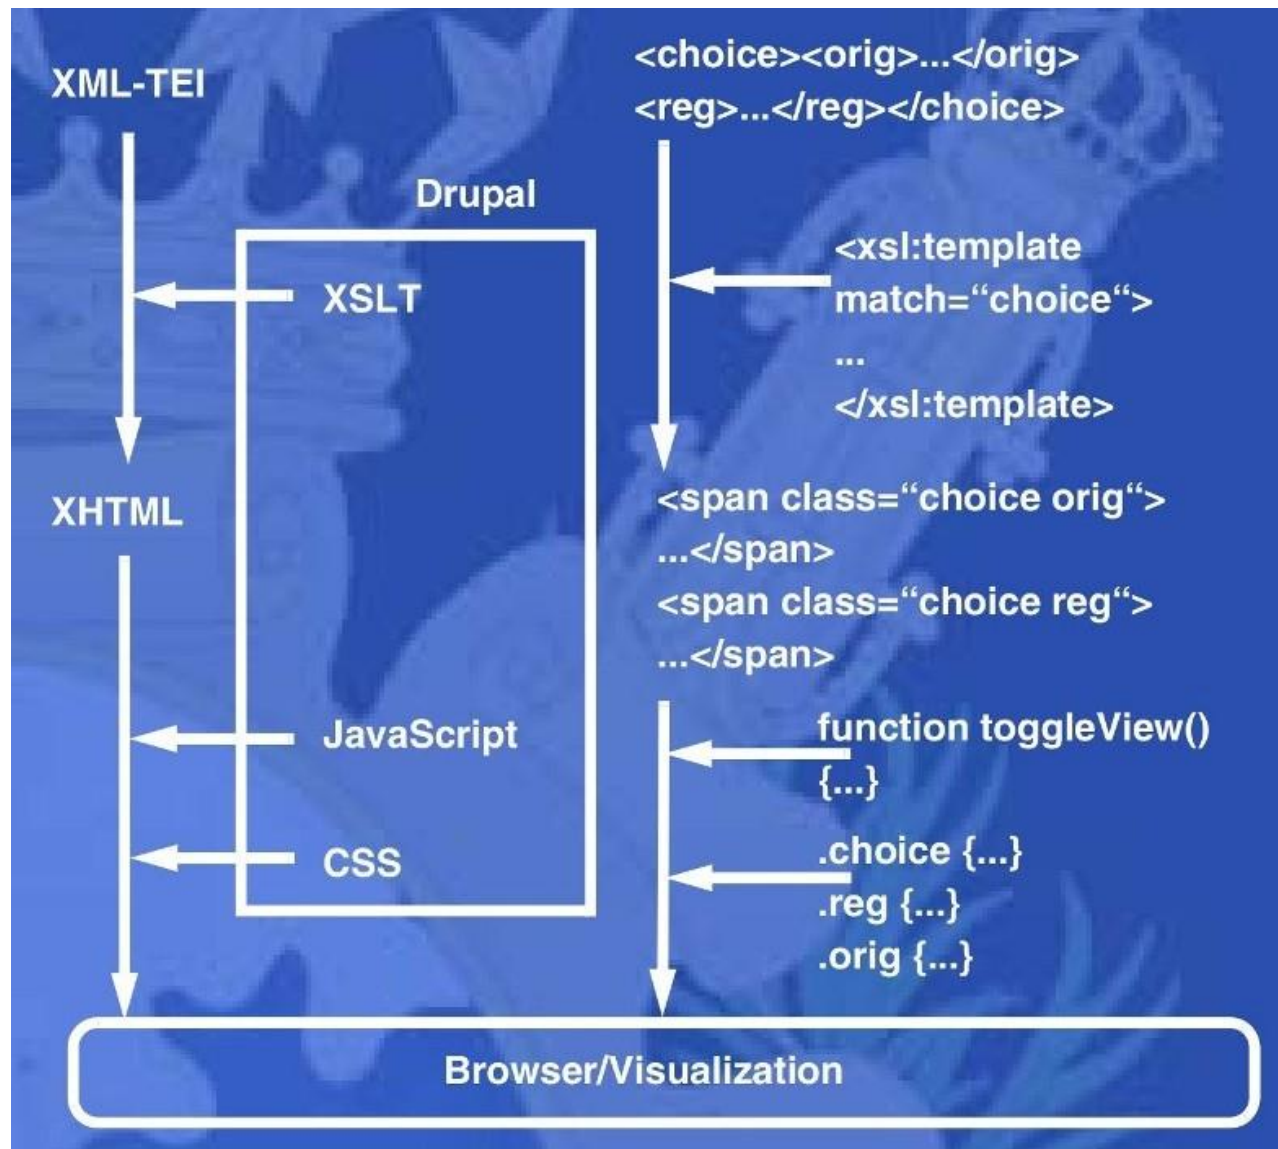 XML-TEI
Drupal
XSLT
XHTML
JavaScript
CSS
<choice><orig>...</orig>
<reg>...</reg></choice>
<xsl:template
match=“choice“>
...
</xsl:template>
<span class=“choice orig“>
...</span>
<span class=“choice reg“>
...</span>
function toggleView()
{...}
.choice {...}
.reg {...}
.orig {...}
Browser/Visualization